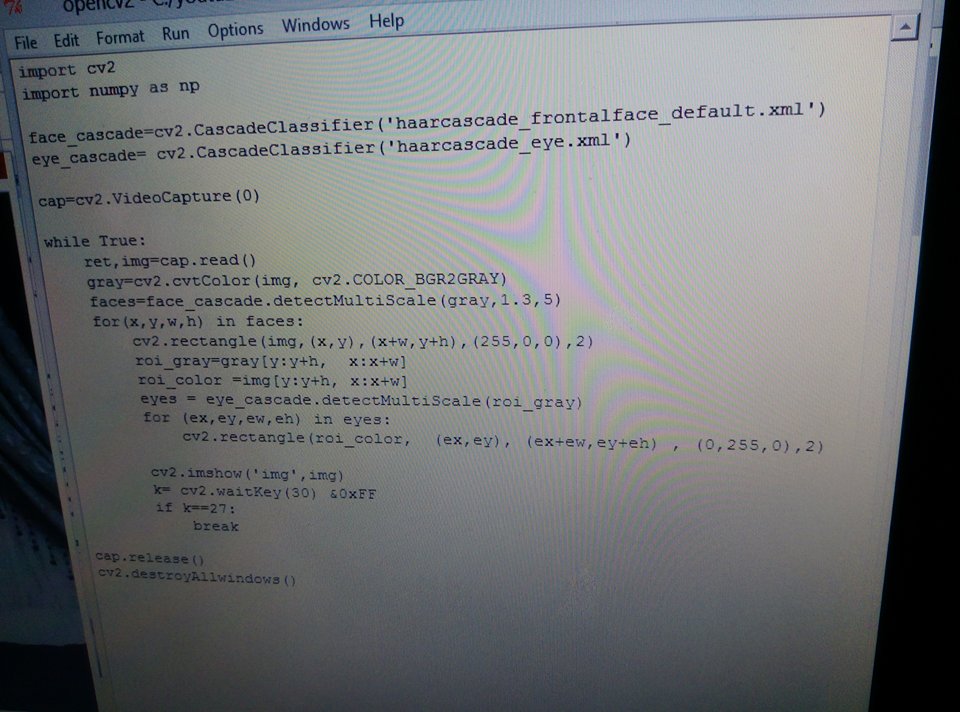 opencv2 - C:/you
File Edit Format Run Options Windows Help
import cv2
import numpy as np
face_cascade=cv2.CascadeClassifier('haarcascade_frontalface_default.xml')
eye_cascade= cv2.CascadeClassifier('haarcascade_eye.xml')
cap=cv2.VideoCapture(0)
while True:
    ret,img=cap.read()
    gray=cv2.cvtColor(img, cv2.COLOR_BGR2GRAY)
    faces=face_cascade.detectMultiScale(gray,1.3,5)
    for(x,y,w,h) in faces:
        cv2.rectangle(img,(x,y),(x+w,y+h),(255,0,0),2)
        roi_gray=gray[y:y+h,  x:x+w]
        roi_color =img[y:y+h, x:x+w]
        eyes = eye_cascade.detectMultiScale(roi_gray)
        for (ex,ey,ew,eh) in eyes:
            cv2.rectangle(roi_color,  (ex,ey), (ex+ew,ey+eh) , (0,255,0),2)
        cv2.imshow('img',img)
        k= cv2.waitKey(30) &0xFF
        if k==27:
            break
cap.release()
cv2.destroyAllwindows()